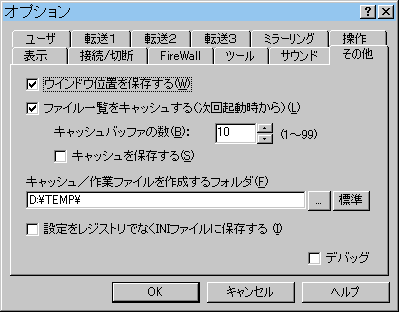 オプション
ユーザ 転送1 転送2 転送3 ミラーリング 操作
表示 接続/切断 FireWall ツール サウンド その他
ウインドウ位置を保存する(W)
ファイル一覧をキャッシュする(次回起動時から)(L)
キャッシュバッファの数(B): 10 (1～99)
キャッシュを保存する(S)
キャッシュ／作業ファイルを作成するフォルダ(F)
D:¥TEMP¥ ... 標準
設定をレジストリでなくINIファイルに保存する (I)
デバッグ
OK キャンセル ヘルプ